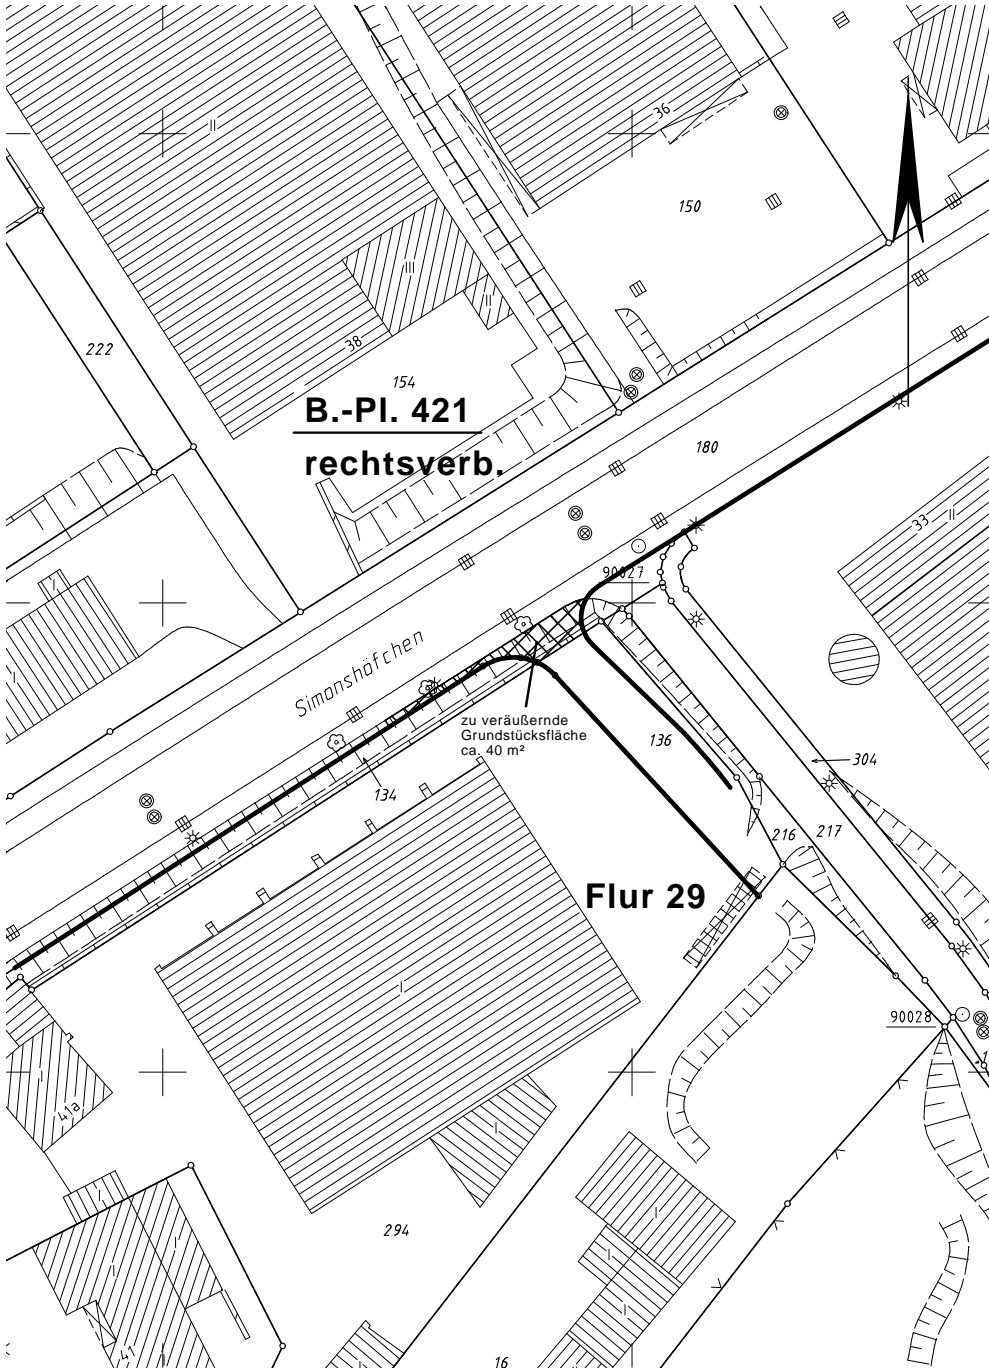 II
36
150
III
II
222
38
154
B.-Pl. 421
rechtsverb.
180
33
II
90027
Simonshöfchen
zu veräußernde
Grundstücksfläche
ca. 40 m²
136
304
134
216
217
Flur 29
I
90028
I
I
41a
I
I
294
I
I
I
I
41
16